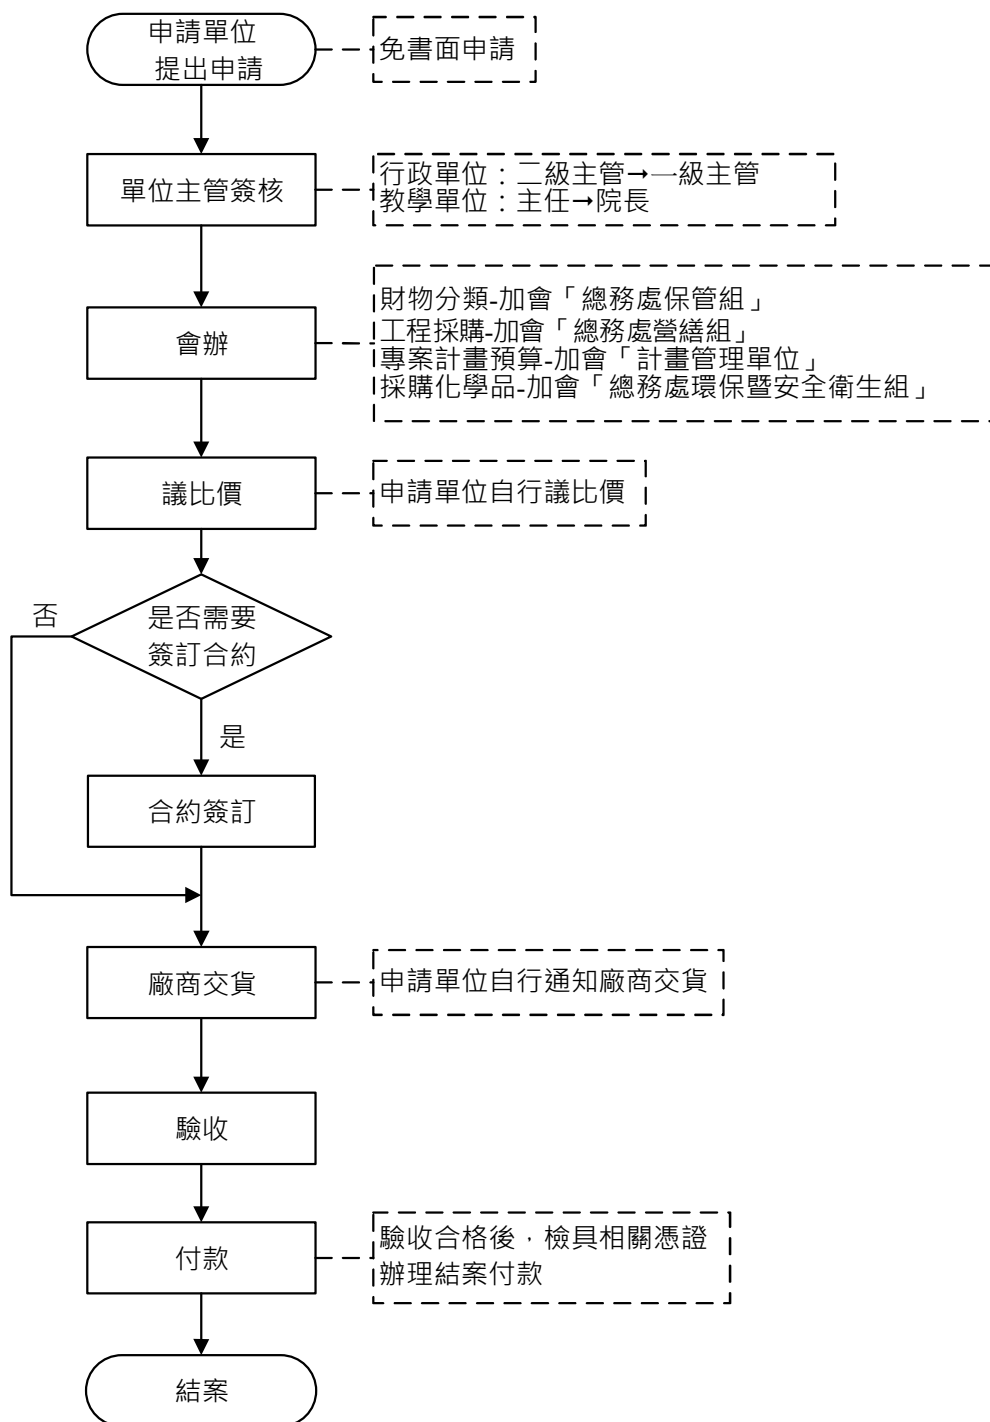 申請單位
提出申請
免書面申請
單位主管簽核
行政單位：二級主管→一級主管
教學單位：主任→院長
會辦
財物分類-加會「總務處保管組」
工程採購-加會「總務處營繕組」
專案計畫預算-加會「計畫管理單位」
採購化學品-加會「總務處環保暨安全衛生組」
議比價
申請單位自行議比價
否
是否需要
簽訂合約
是
合約簽訂
廠商交貨
申請單位自行通知廠商交貨
驗收
付款
驗收合格後，檢具相關憑證
辦理結案付款
結案